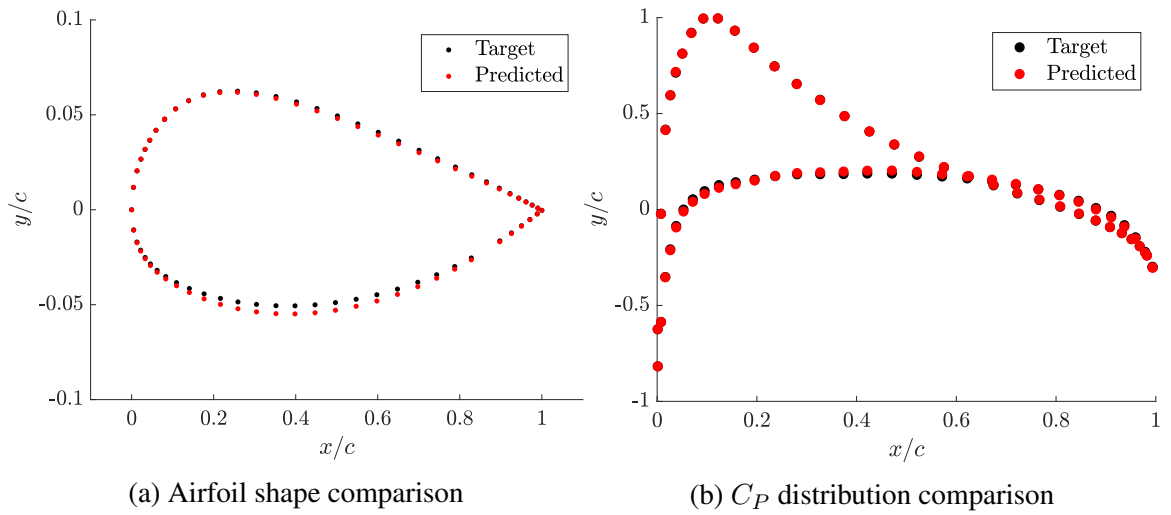 0.1
0.05
0
-0.05
-0.1
y/c
0 0.2 0.4 0.6 0.8 1
x/c
Target
Predicted
(a) Airfoil shape comparison
1
0.5
0
-0.5
-1
y/c
0 0.2 0.4 0.6 0.8 1
x/c
Target
Predicted
(b) C_P distribution comparison